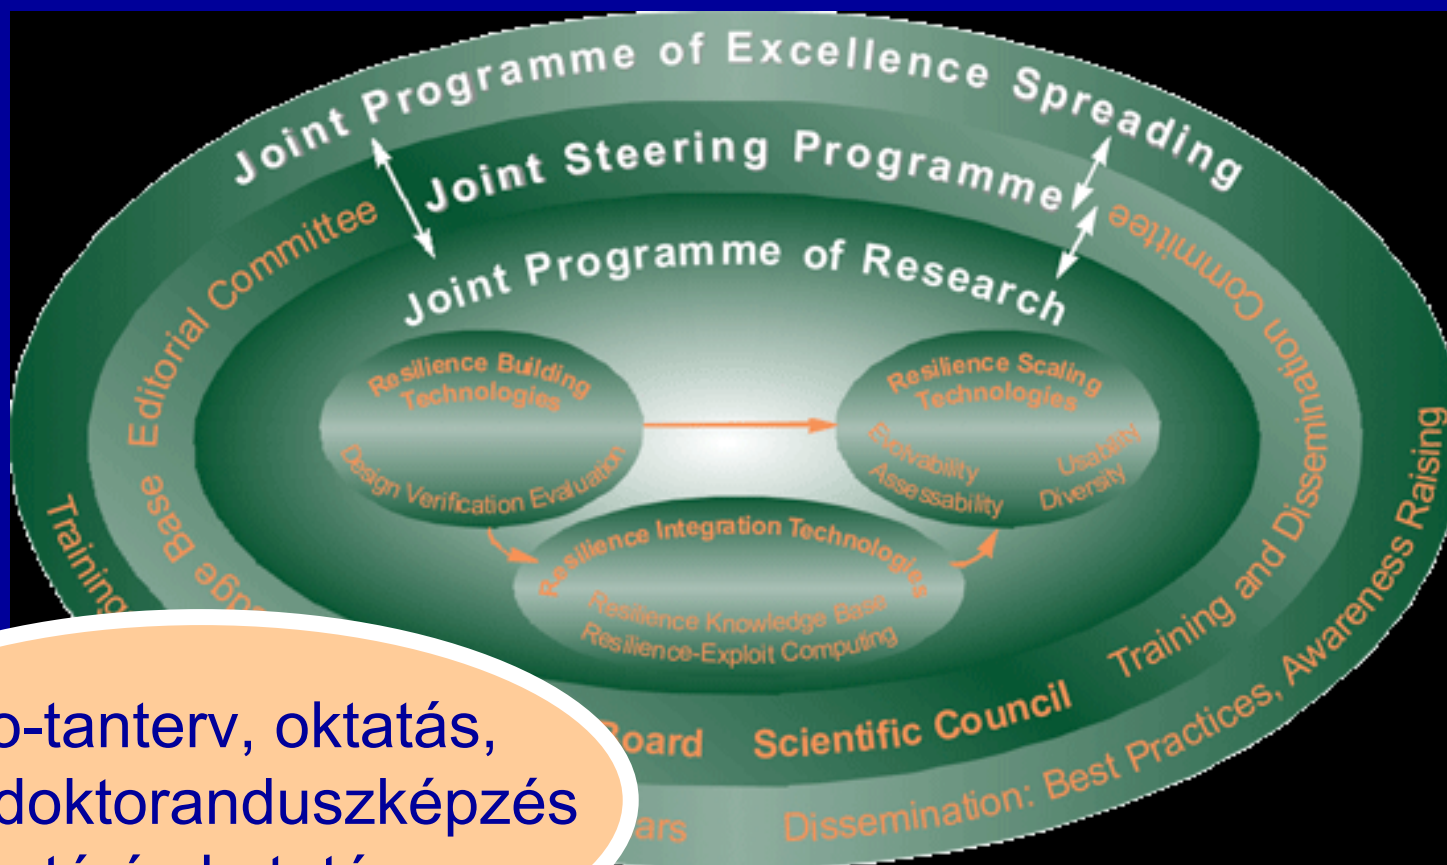 Joint Programme of Excellence Spreading
Joint Steering Programme
Joint Programme of Research
Editorial Committee
Training and Dissemination Committee
Resilience Building
Technologies
Design Verification Evaluation
Resilience Scaling
Technologies
Evolvability
Usability
Assessability
Diversity
Resilience Integration Technologies
Resilience Knowledge Base
Resilience-Exploit Computing
Base
Training
Scientific Council
Dissemination: Best Practices, Awareness Raising
o-tanterv, oktatás,
doktoranduszképzés